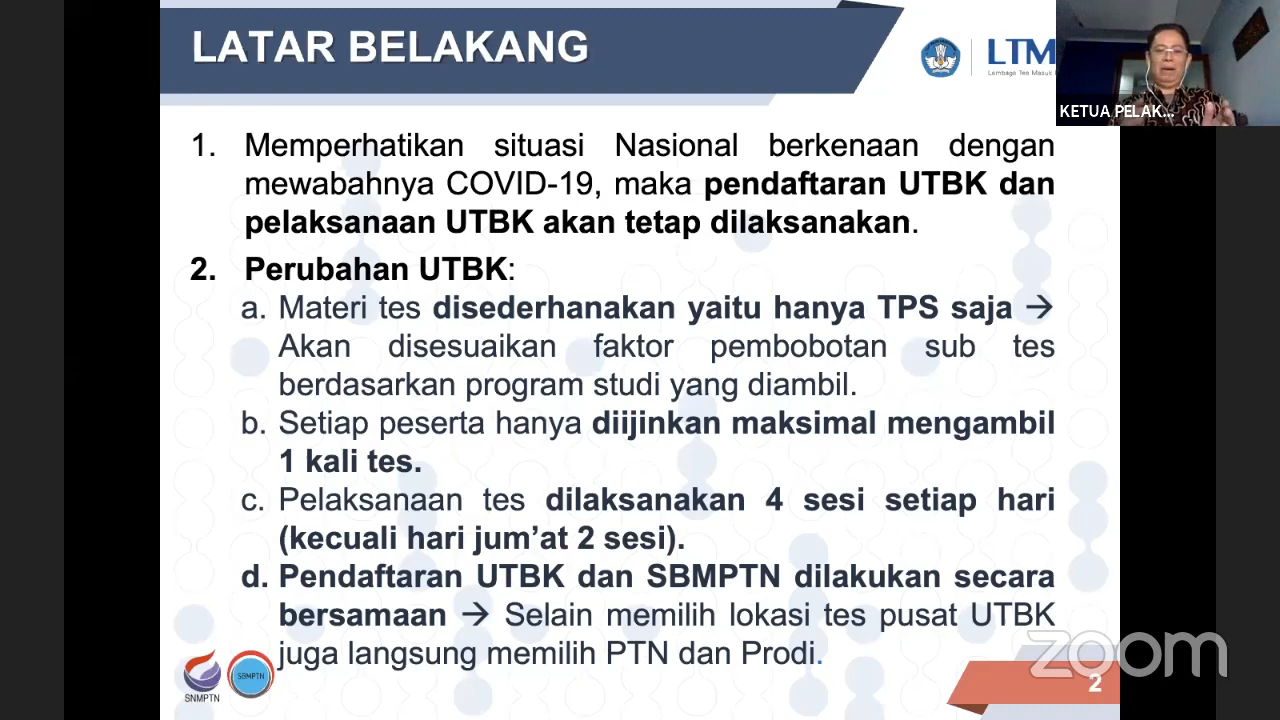 LATAR BELAKANG
LTM
Lembaga Tes Masuk
KETUA PELAK...
1. Memperhatikan situasi Nasional berkenaan dengan
mewabahnya COVID-19, maka pendaftaran UTBK dan
pelaksanaan UTBK akan tetap dilaksanakan.
2. Perubahan UTBK:
a. Materi tes disederhanakan yaitu hanya TPS saja →
Akan disesuaikan faktor pembobotan sub tes
berdasarkan program studi yang diambil.
b. Setiap peserta hanya diijinkan maksimal mengambil
1 kali tes.
c. Pelaksanaan tes dilaksanakan 4 sesi setiap hari
(kecuali hari jum’at 2 sesi).
d. Pendaftaran UTBK dan SBMPTN dilakukan secara
bersamaan → Selain memilih lokasi tes pusat UTBK
juga langsung memilih PTN dan Prodi.
SNMPTN
SBMPTN
zoom
2